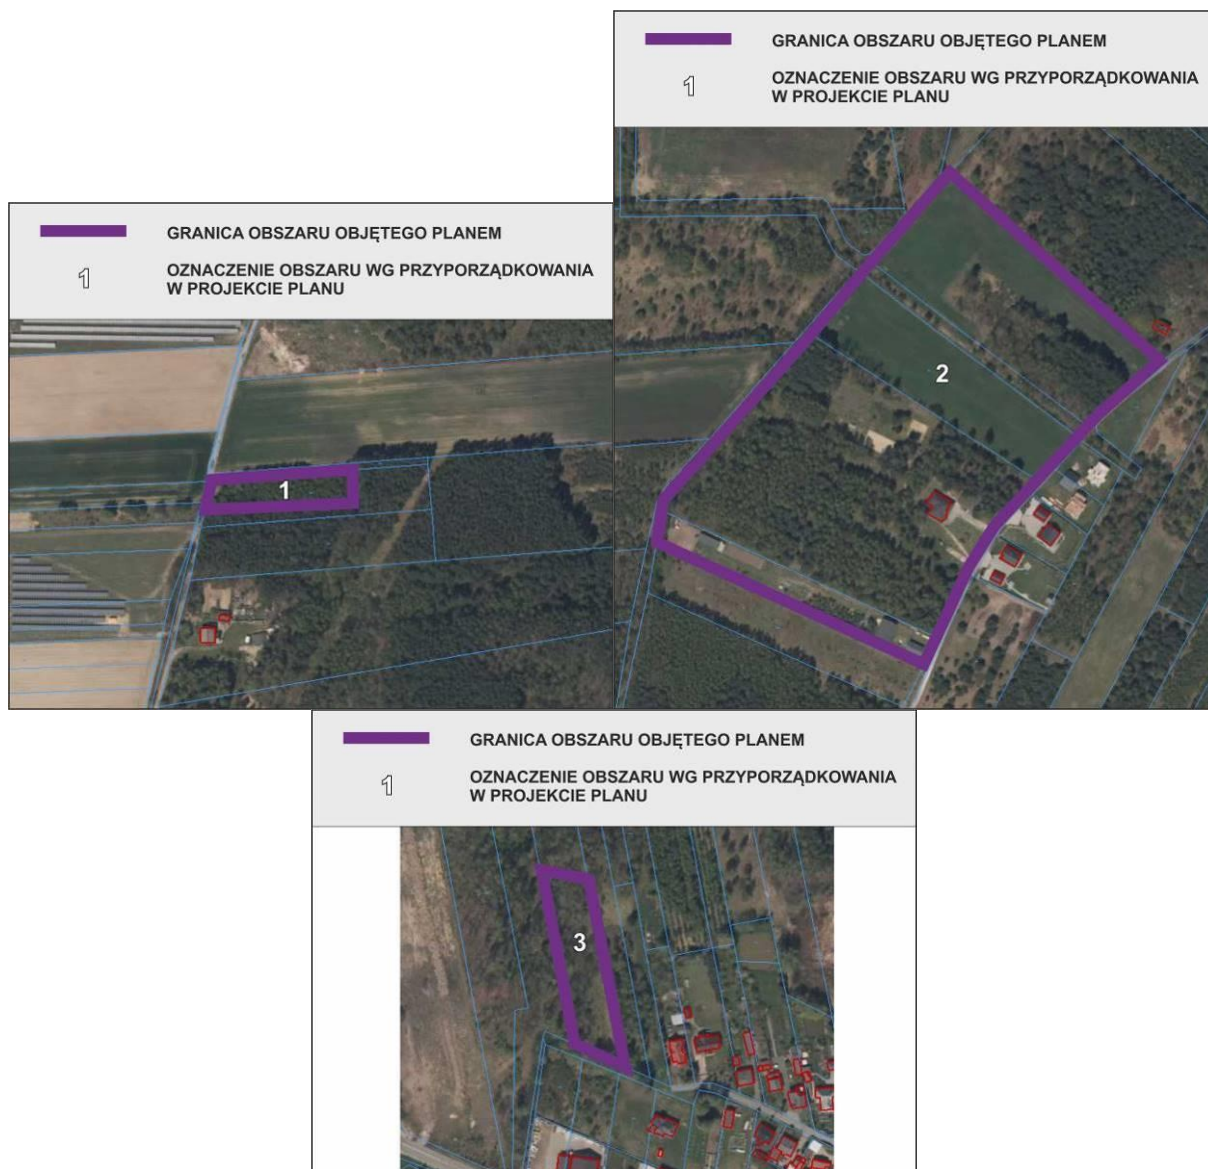 GRANICA OBSZARU OBJĘTEGO PLANEM
1
OZNACZENIE OBSZARU WG PRZYPORZĄDKOWANIA
W PROJEKCIE PLANU
1
GRANICA OBSZARU OBJĘTEGO PLANEM
1
OZNACZENIE OBSZARU WG PRZYPORZĄDKOWANIA
W PROJEKCIE PLANU
2
GRANICA OBSZARU OBJĘTEGO PLANEM
1
OZNACZENIE OBSZARU WG PRZYPORZĄDKOWANIA
W PROJEKCIE PLANU
3